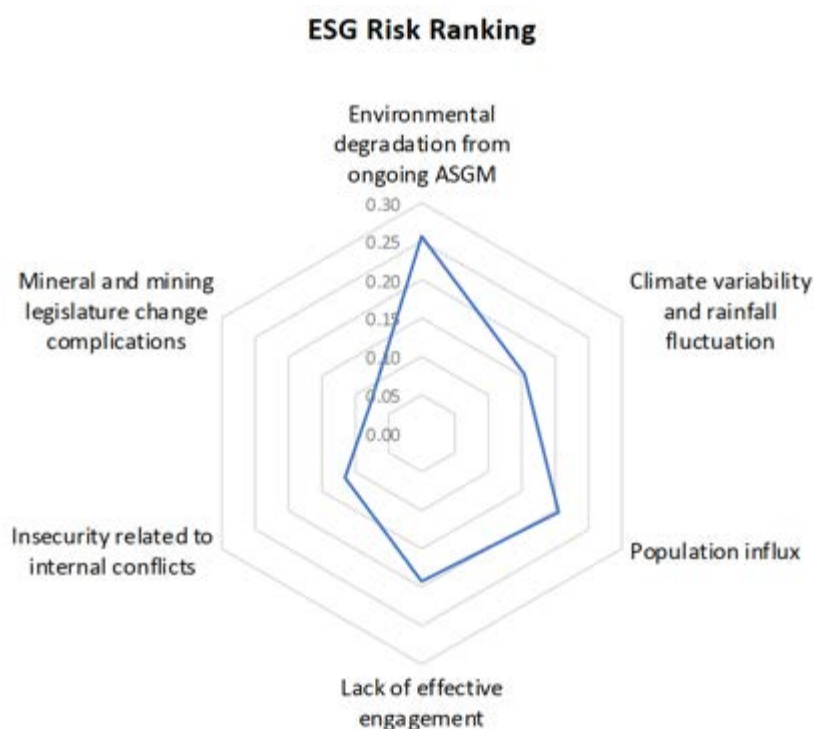 ESG Risk Ranking
Environmental
degradation from
ongoing ASGM
0.30
0.25
0.20
0.15
0.10
0.05
0.00
Mineral and mining
legislature change
complications
Climate variability
and rainfall
fluctuation
Insecurity related to
internal conflicts
Population influx
Lack of effective
engagement